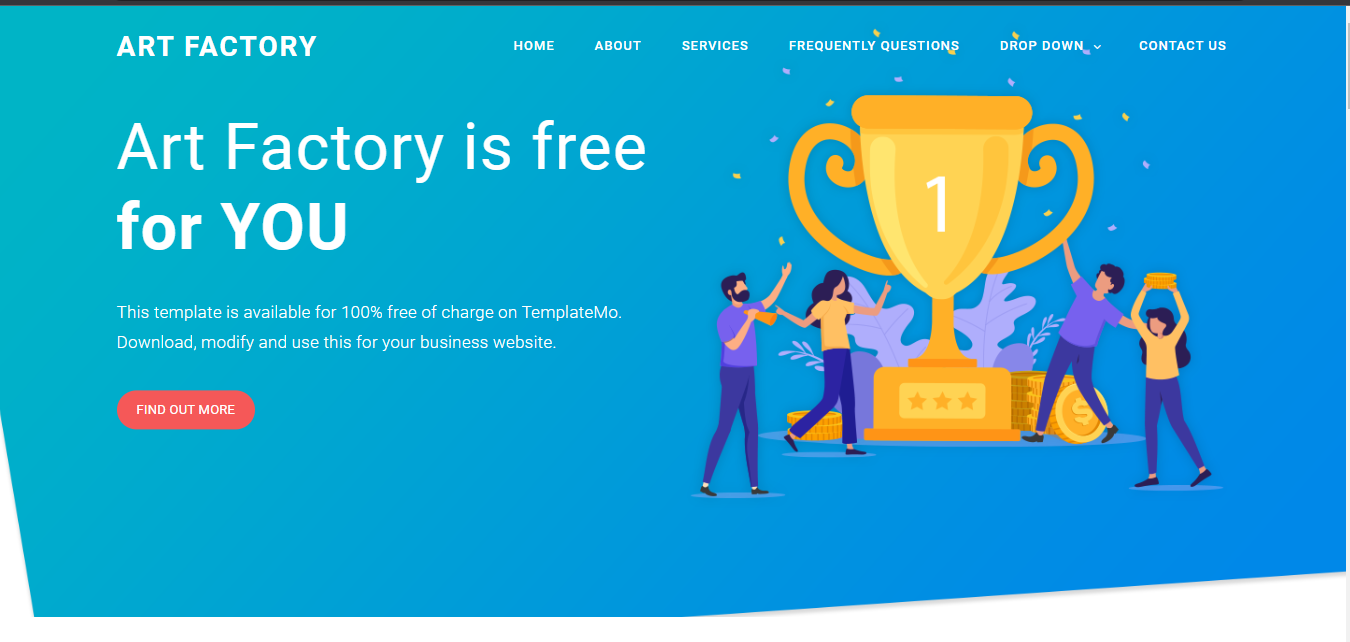 ART FACTORY
HOME ABOUT SERVICES FREQUENTLY QUESTIONS DROP DOWN CONTACT US
Art Factory is free
for YOU
1
This template is available for 100% free of charge on TemplateMo.
Download, modify and use this for your business website.
FIND OUT MORE
$